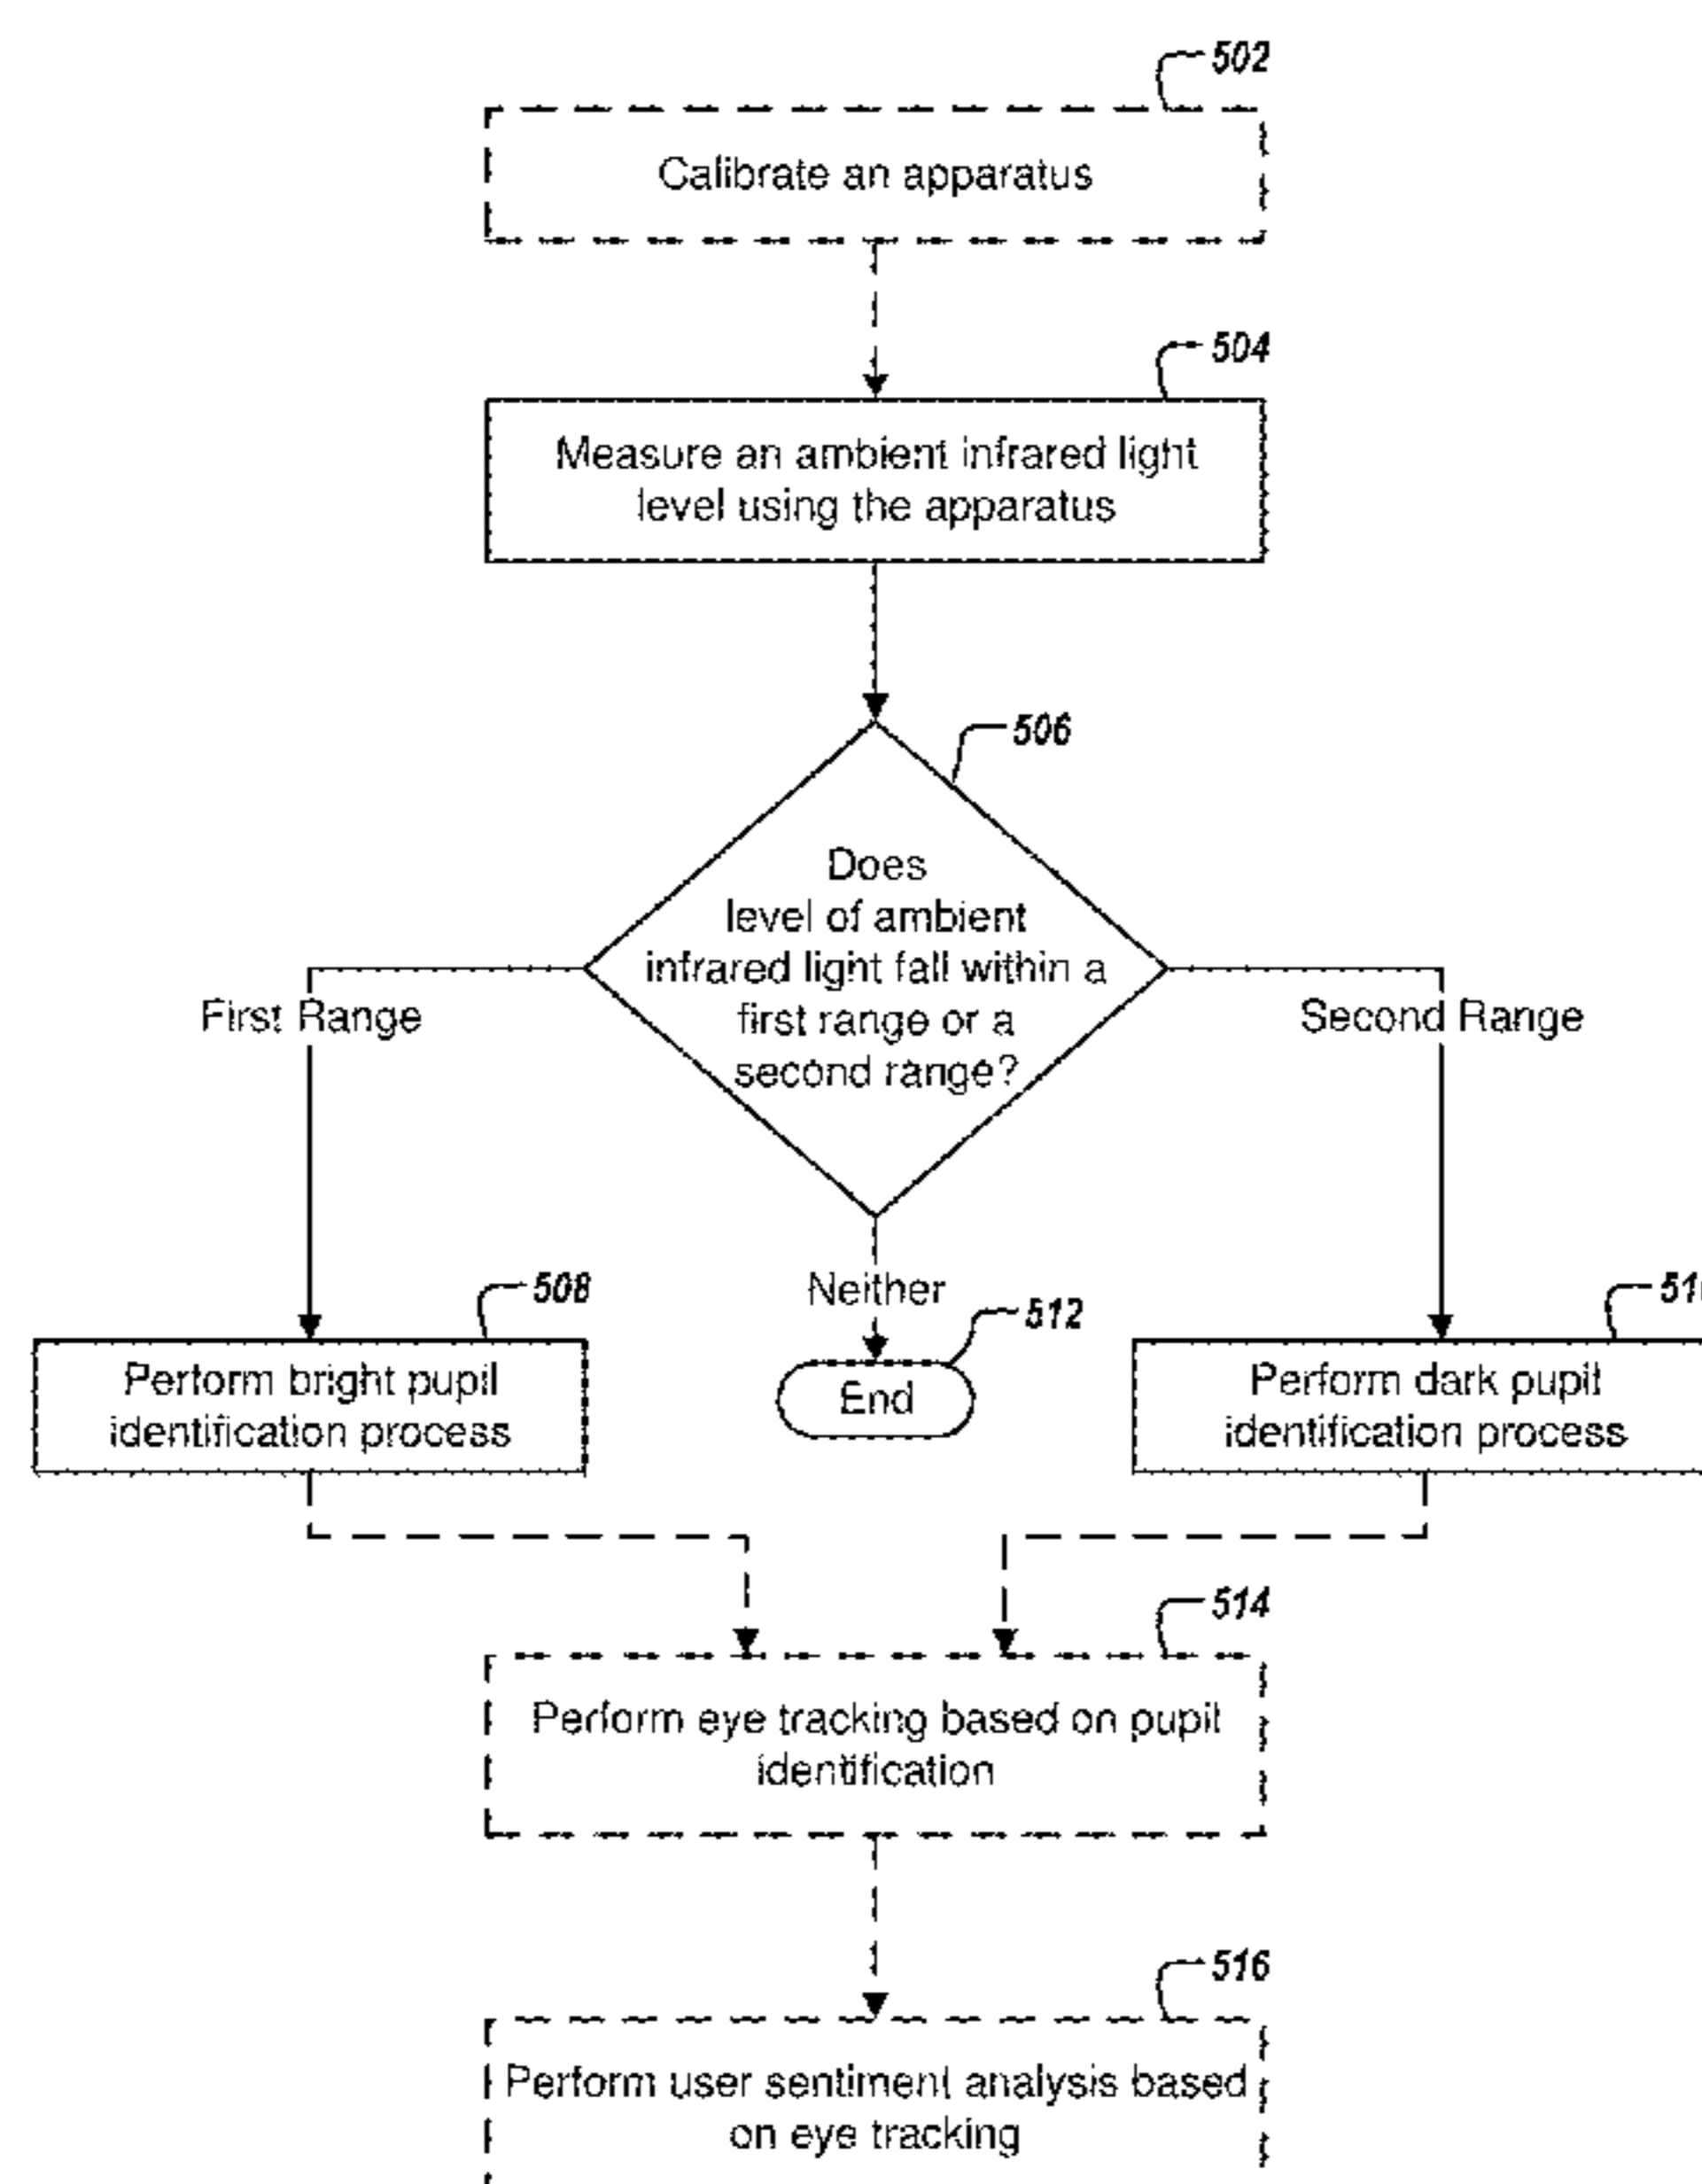 502
Calibrate an apparatus
504
Measure an ambient infrared light
level using the apparatus
506
Does
level of ambient
infrared light fall within a
first range or a
second range?
First Range
Second Range
Neither
508
Perform bright pupil
identification process
512
End
Perform dark pupil
identification process
514
Perform eye tracking based on pupil
identification
516
Perform user sentiment analysis based
on eye tracking